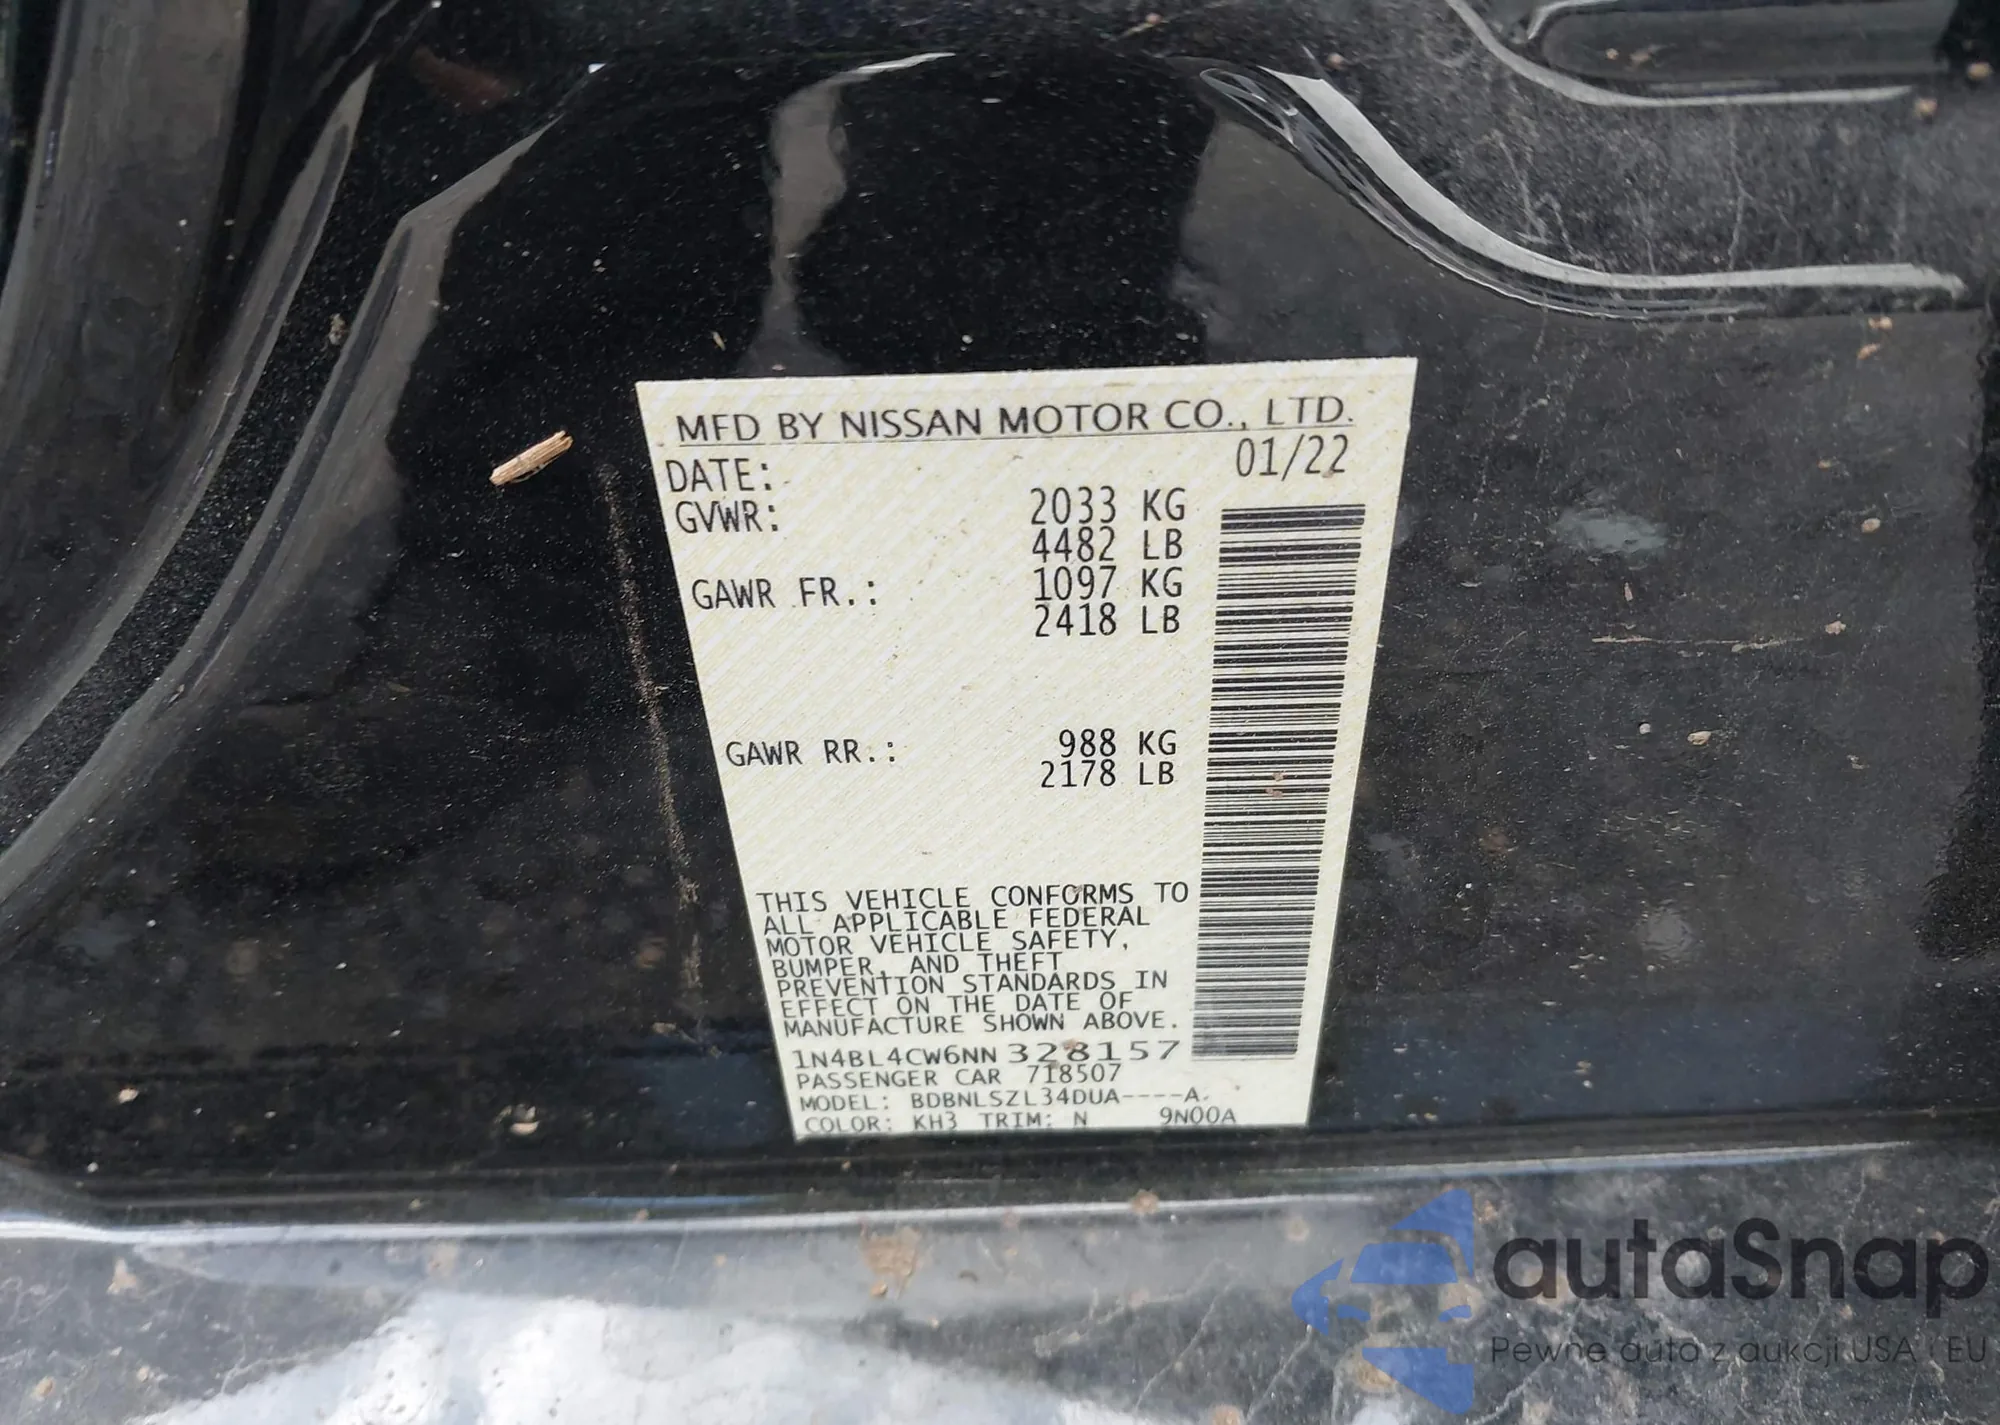 MFD BY NISSAN MOTOR CO., LTD.
DATE: 01/22
GVWR: 2033 KG
4482 LB
GAWR FR.: 1097 KG
2418 LB
GAWR RR.: 988 KG
2178 LB
THIS VEHICLE CONFORMS TO
ALL APPLICABLE FEDERAL
MOTOR VEHICLE SAFETY,
BUMPER, AND THEFT
PREVENTION STANDARDS IN
EFFECT ON THE DATE OF
MANUFACTURE SHOWN ABOVE.
1N4BL4CW6NN328157
PASSENGER CAR 718507
MODEL: BDBNLSZL34DUA----A.
COLOR: KH3 TRIM: N 9N00A
autoSnap
Pewne auto z aukcji USA i EU